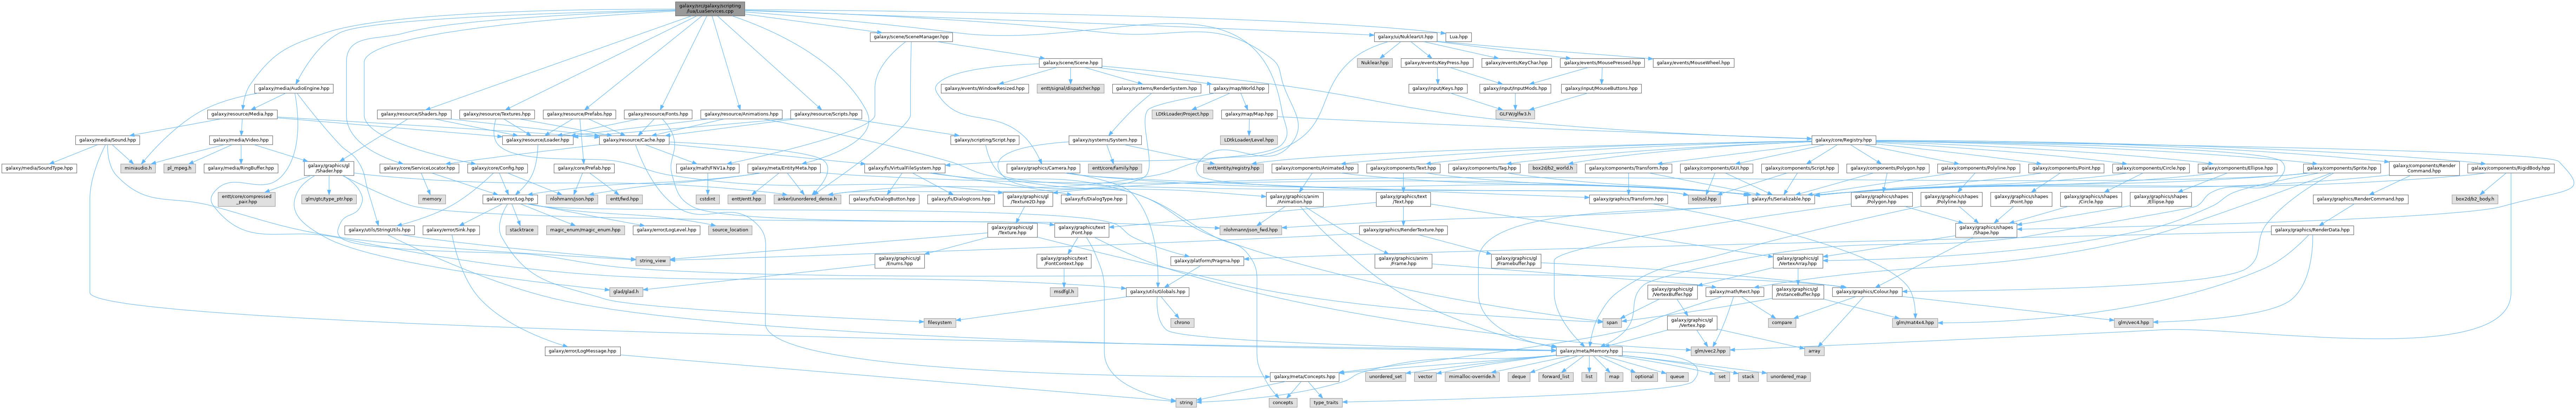 galaxy/src/galaxy/scripting
/lua/LuaServices.cpp
galaxy/scene/SceneManager.hpp
galaxy/ui/NuklearUI.hpp
Lua.hpp
galaxy/scene/Scene.hpp
Nuklear.hpp
galaxy/events/KeyPress.hpp
galaxy/events/KeyChar.hpp
galaxy/events/MousePressed.hpp
galaxy/events/MouseWheel.hpp
galaxy/media/AudioEngine.hpp
galaxy/events/WindowResized.hpp
entt/signal/dispatcher.hpp
galaxy/systems/RenderSystem.hpp
galaxy/map/World.hpp
galaxy/input/Keys.hpp
galaxy/input/InputMods.hpp
galaxy/input/MouseButtons.hpp
galaxy/resource/Media.hpp
galaxy/resource/Shaders.hpp
galaxy/resource/Textures.hpp
galaxy/resource/Prefabs.hpp
galaxy/resource/Fonts.hpp
galaxy/resource/Animations.hpp
galaxy/resource/Scripts.hpp
LDtkLoader/Project.hpp
galaxy/map/Map.hpp
GLFW/glfw3.h
galaxy/media/Sound.hpp
galaxy/media/Video.hpp
galaxy/resource/Loader.hpp
galaxy/resource/Cache.hpp
galaxy/scripting/Script.hpp
galaxy/systems/System.hpp
LDtkLoader/Level.hpp
galaxy/core/Registry.hpp
galaxy/media/SoundType.hpp
miniaudio.h
pl_mpeg.h
galaxy/media/RingBuffer.hpp
galaxy/graphics/gl
/Shader.hpp
galaxy/core/ServiceLocator.hpp
galaxy/core/Config.hpp
galaxy/core/Prefab.hpp
galaxy/math/FNV1a.hpp
galaxy/meta/EntityMeta.hpp
galaxy/fs/VirtualFileSystem.hpp
galaxy/graphics/Camera.hpp
entt/core/family.hpp
entt/entity/registry.hpp
galaxy/components/Animated.hpp
galaxy/components/Text.hpp
galaxy/components/Tag.hpp
box2d/b2_world.h
galaxy/components/Transform.hpp
galaxy/components/GUI.hpp
galaxy/components/Script.hpp
galaxy/components/Polygon.hpp
galaxy/components/Polyline.hpp
galaxy/components/Point.hpp
galaxy/components/Circle.hpp
galaxy/components/Ellipse.hpp
galaxy/components/Sprite.hpp
galaxy/components/Render
Command.hpp
galaxy/components/RigidBody.hpp
entt/core/compressed
_pair.hpp
glm/gtc/type_ptr.hpp
memory
galaxy/error/Log.hpp
nlohmann/json.hpp
entt/fwd.hpp
cstdint
entt/entt.hpp
ankerl/unordered_dense.h
galaxy/fs/DialogButton.hpp
galaxy/fs/DialogIcons.hpp
galaxy/graphics/gl
/Texture2D.hpp
galaxy/fs/DialogType.hpp
galaxy/graphics/anim
/Animation.hpp
galaxy/graphics/text
/Text.hpp
sol/sol.hpp
galaxy/graphics/Transform.hpp
galaxy/fs/Serializable.hpp
galaxy/graphics/shapes
/Polygon.hpp
galaxy/graphics/shapes
/Polyline.hpp
galaxy/graphics/shapes
/Point.hpp
galaxy/graphics/shapes
/Circle.hpp
galaxy/graphics/shapes
/Ellipse.hpp
galaxy/graphics/RenderCommand.hpp
box2d/b2_body.h
galaxy/utils/StringUtils.hpp
galaxy/error/Sink.hpp
stacktrace
magic_enum/magic_enum.hpp
galaxy/error/LogLevel.hpp
source_location
galaxy/graphics/gl
/Texture.hpp
galaxy/graphics/text
/Font.hpp
nlohmann/json_fwd.hpp
galaxy/graphics/RenderTexture.hpp
galaxy/graphics/shapes
/Shape.hpp
galaxy/graphics/RenderData.hpp
string_view
galaxy/graphics/gl
/Enums.hpp
galaxy/graphics/text
/FontContext.hpp
galaxy/platform/Pragma.hpp
galaxy/graphics/anim
/Frame.hpp
galaxy/graphics/gl
/Framebuffer.hpp
galaxy/graphics/gl
/VertexArray.hpp
glad/glad.h
msdfgl.h
galaxy/utils/Globals.hpp
galaxy/graphics/gl
/VertexBuffer.hpp
galaxy/math/Rect.hpp
galaxy/graphics/gl
/InstanceBuffer.hpp
galaxy/graphics/Colour.hpp
filesystem
chrono
span
galaxy/graphics/gl
/Vertex.hpp
compare
glm/mat4x4.hpp
glm/vec4.hpp
galaxy/error/LogMessage.hpp
galaxy/meta/Memory.hpp
glm/vec2.hpp
array
galaxy/meta/Concepts.hpp
unordered_set
vector
mimalloc-override.h
deque
forward_list
list
map
optional
queue
set
stack
unordered_map
string
concepts
type_traits